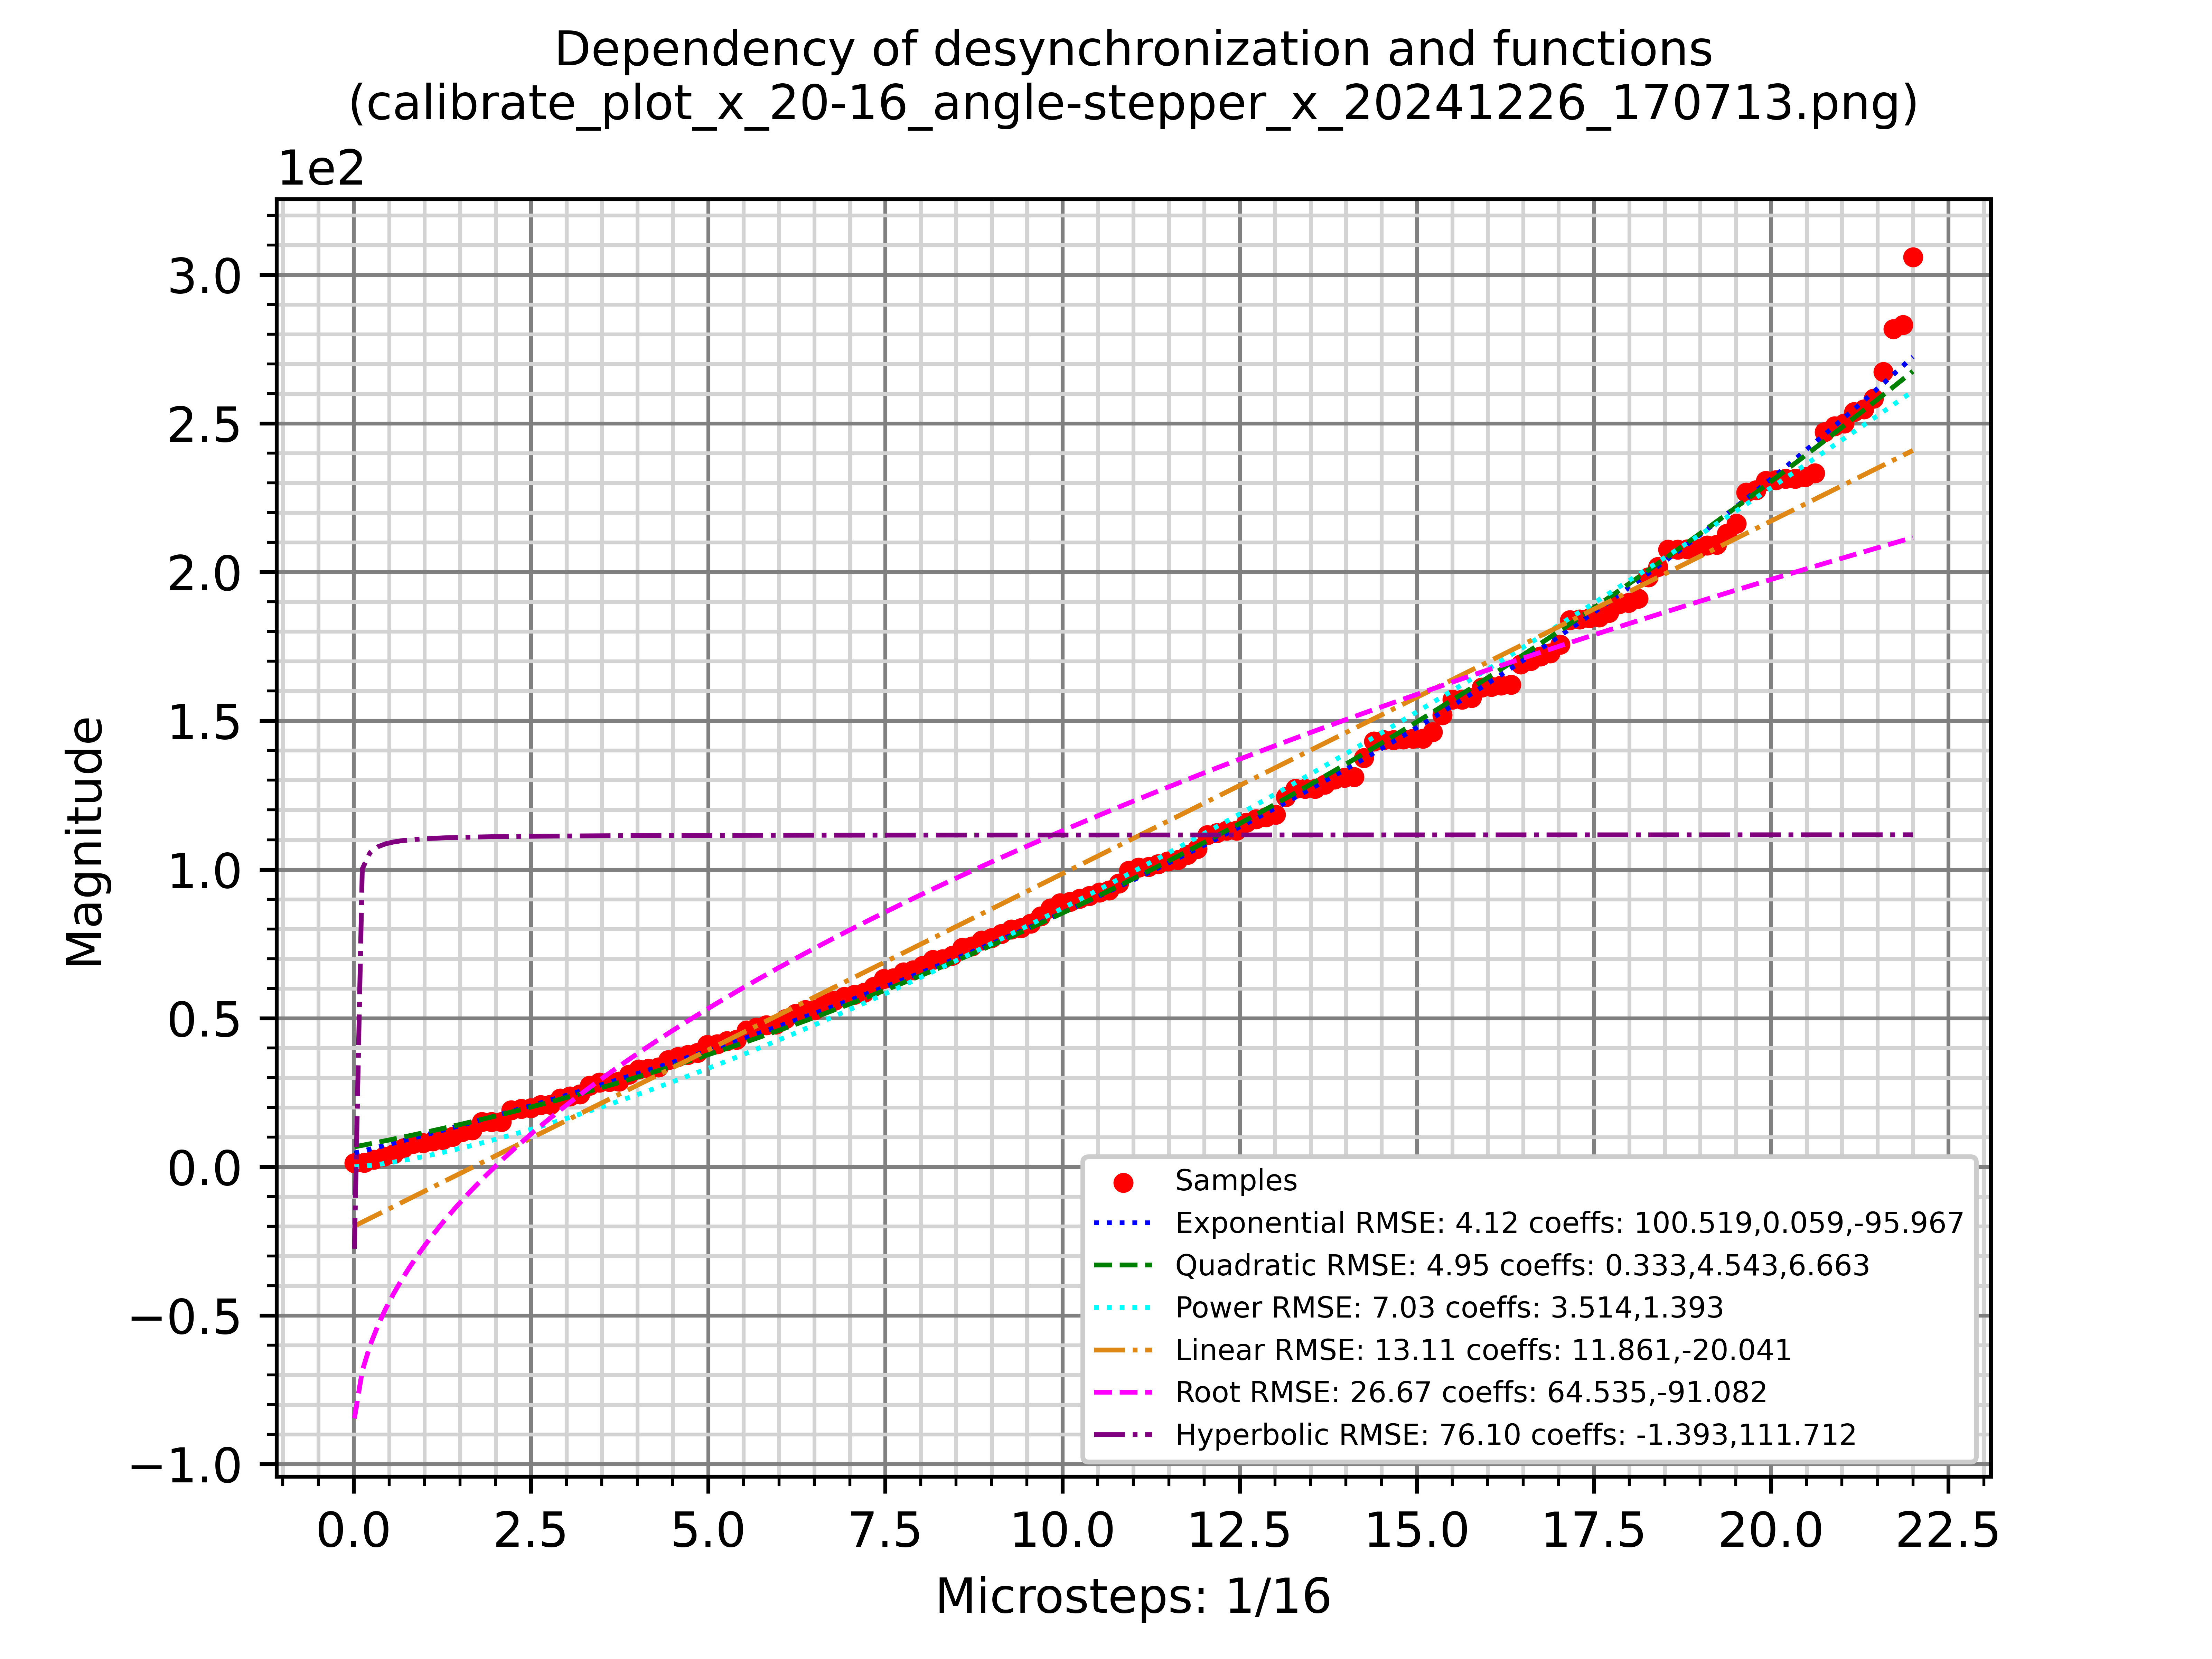 Dependency of desynchronization and functions
(calibrate_plot_x_20-16_angle-stepper_x_20241226_170713.png)
1e2
3.0
2.5
2.0
1.5
1.0
0.5
0.0
−0.5
−1.0
Magnitude
Samples
Exponential RMSE: 4.12 coeffs: 100.519,0.059,-95.967
Quadratic RMSE: 4.95 coeffs: 0.333,4.543,6.663
Power RMSE: 7.03 coeffs: 3.514,1.393
Linear RMSE: 13.11 coeffs: 11.861,-20.041
Root RMSE: 26.67 coeffs: 64.535,-91.082
Hyperbolic RMSE: 76.10 coeffs: -1.393,111.712
0.0 2.5 5.0 7.5 10.0 12.5 15.0 17.5 20.0 22.5
Microsteps: 1/16